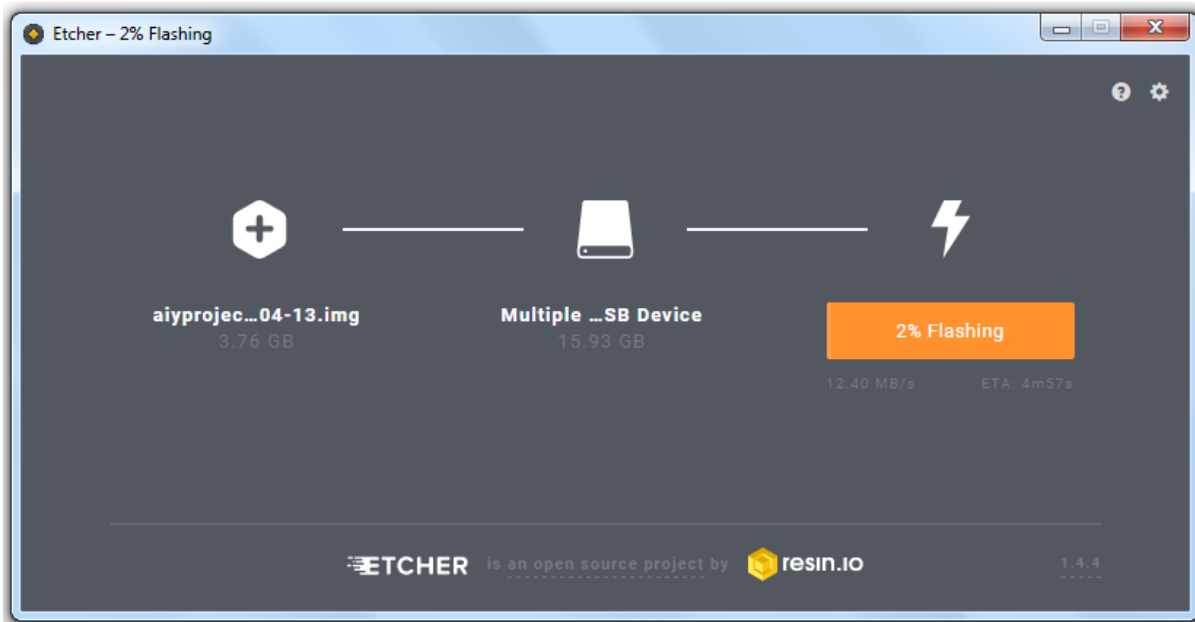 Etcher – 2% Flashing
aiyprojec...04-13.img
3.76 GB
Multiple ...SB Device
15.93 GB
2% Flashing
12.40 MB/s ETA: 4m57s
ETCHER is an open source project by resin.io 1.4.4